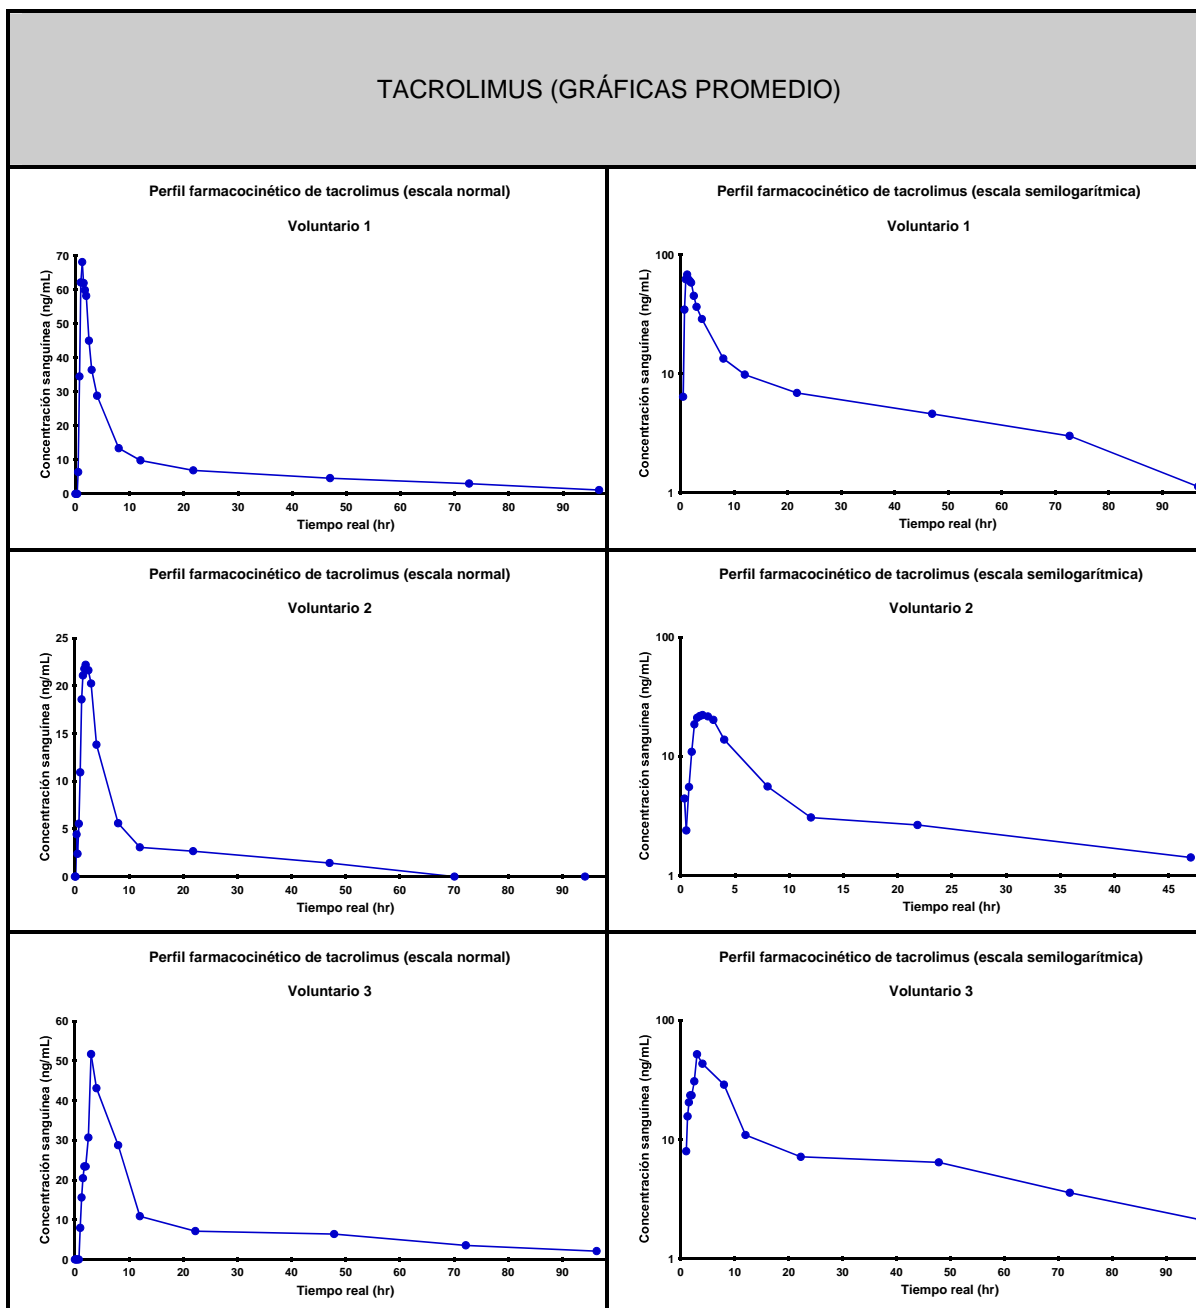 TACROLIMUS (GRÁFICAS PROMEDIO)
Perfil farmacocinético de tacrolimus (escala normal)
Voluntario 1
Concentración sanguínea (ng/mL)
70
60
50
40
30
20
10
0
0 10 20 30 40 50 60 70 80 90
Tiempo real (hr)
Perfil farmacocinético de tacrolimus (escala semilogarítmica)
Voluntario 1
Concentración sanguínea (ng/mL)
100
10
1
0 10 20 30 40 50 60 70 80 90
Tiempo real (hr)
Perfil farmacocinético de tacrolimus (escala normal)
Voluntario 2
Concentración sanguínea (ng/mL)
25
20
15
10
5
0
0 10 20 30 40 50 60 70 80 90
Tiempo real (hr)
Perfil farmacocinético de tacrolimus (escala semilogarítmica)
Voluntario 2
Concentración sanguínea (ng/mL)
100
10
1
0 5 10 15 20 25 30 35 40 45
Tiempo real (hr)
Perfil farmacocinético de tacrolimus (escala normal)
Voluntario 3
Concentración sanguínea (ng/mL)
60
50
40
30
20
10
0
0 10 20 30 40 50 60 70 80 90
Tiempo real (hr)
Perfil farmacocinético de tacrolimus (escala semilogarítmica)
Voluntario 3
Concentración sanguínea (ng/mL)
100
10
1
0 10 20 30 40 50 60 70 80 90
Tiempo real (hr)